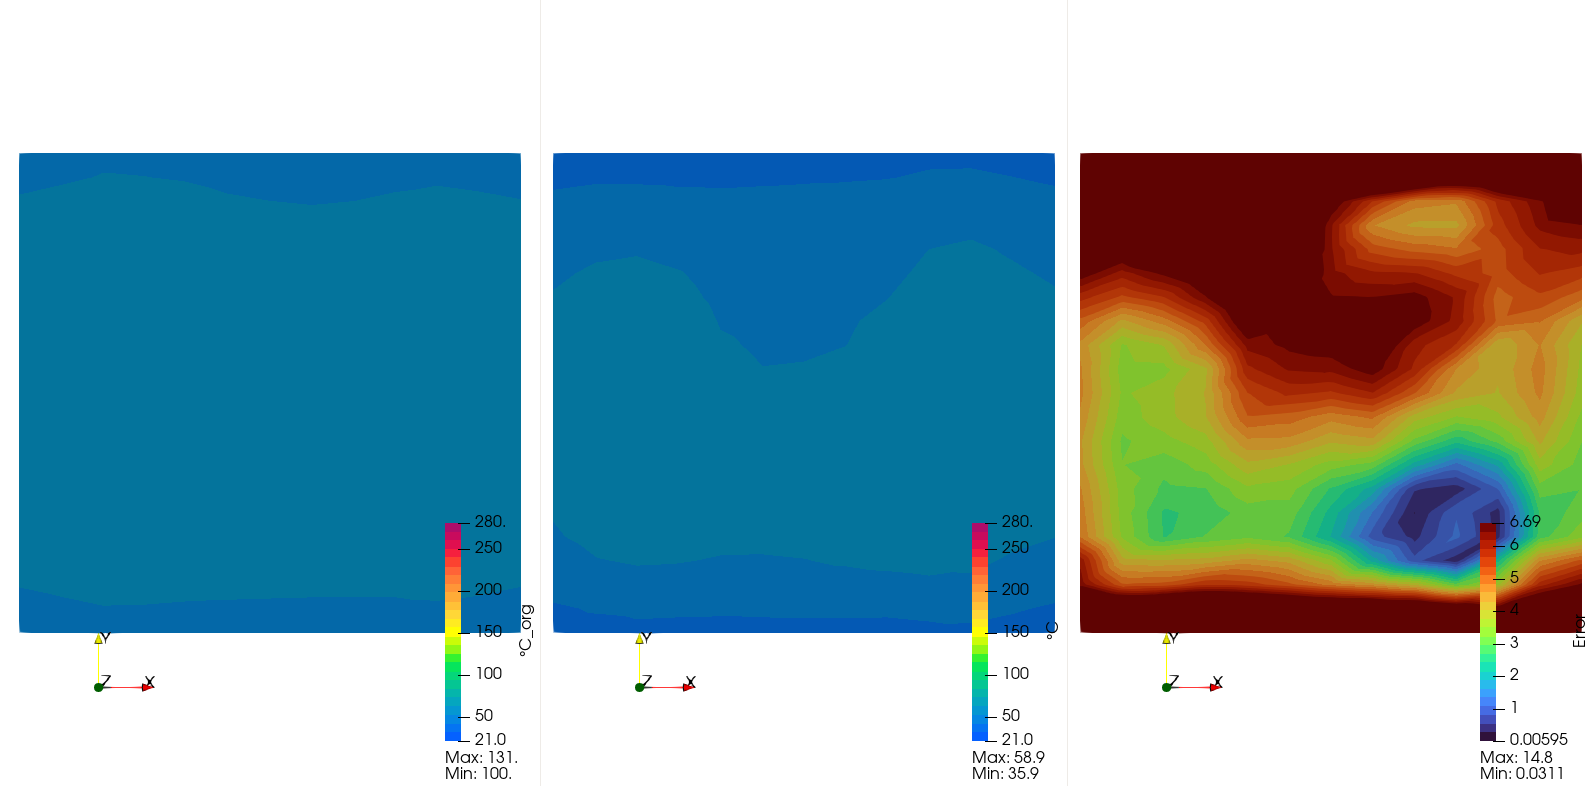 Y
Z
X
280.
250
200
150
100
50
21.0
°C_org
Max: 131.
Min: 100.
Y
Z
X
280.
250
200
150
100
50
21.0
°C
Max: 58.9
Min: 35.9
Y
Z
X
6.69
6
5
4
3
2
1
0.00595
Error
Max: 14.8
Min: 0.0311